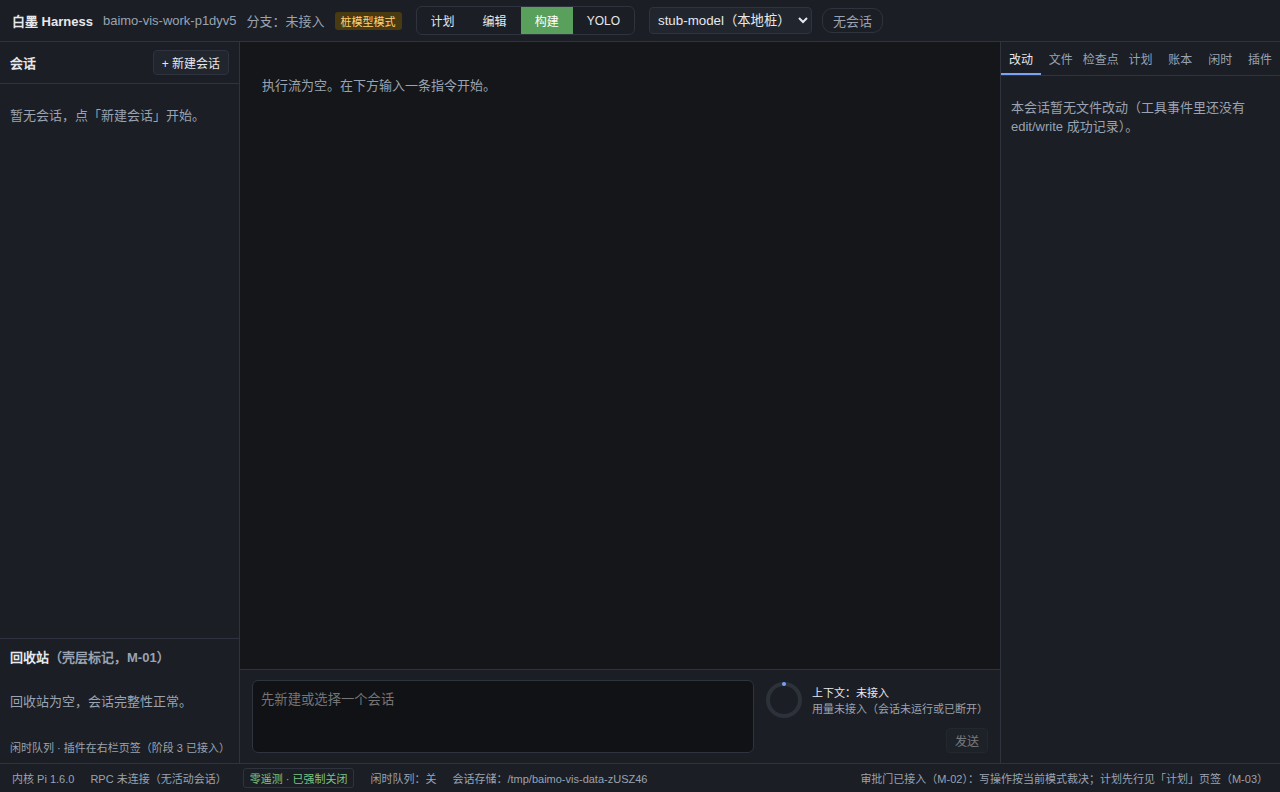 白墨 Harness baimo-vis-work-p1dyv5 分支：未接入 桩模型模式 计划 编辑 构建 YOLO stub-model（本地桩） 无会话
会话 + 新建会话
暂无会话，点「新建会话」开始。
回收站（壳层标记，M-01）
回收站为空，会话完整性正常。
闲时队列 · 插件在右栏页签（阶段 3 已接入）
执行流为空。在下方输入一条指令开始。
先新建或选择一个会话
上下文：未接入
用量未接入（会话未运行或已断开）
发送
改动 文件 检查点 计划 账本 闲时 插件
本会话暂无文件改动（工具事件里还没有
edit/write 成功记录）。
内核 Pi 1.6.0 RPC 未连接（无活动会话） 零遥测 · 已强制关闭 闲时队列：关 会话存储：/tmp/baimo-vis-data-zUSZ46 审批门已接入（M-02）：写操作按当前模式裁决；计划先行见「计划」页签（M-03）